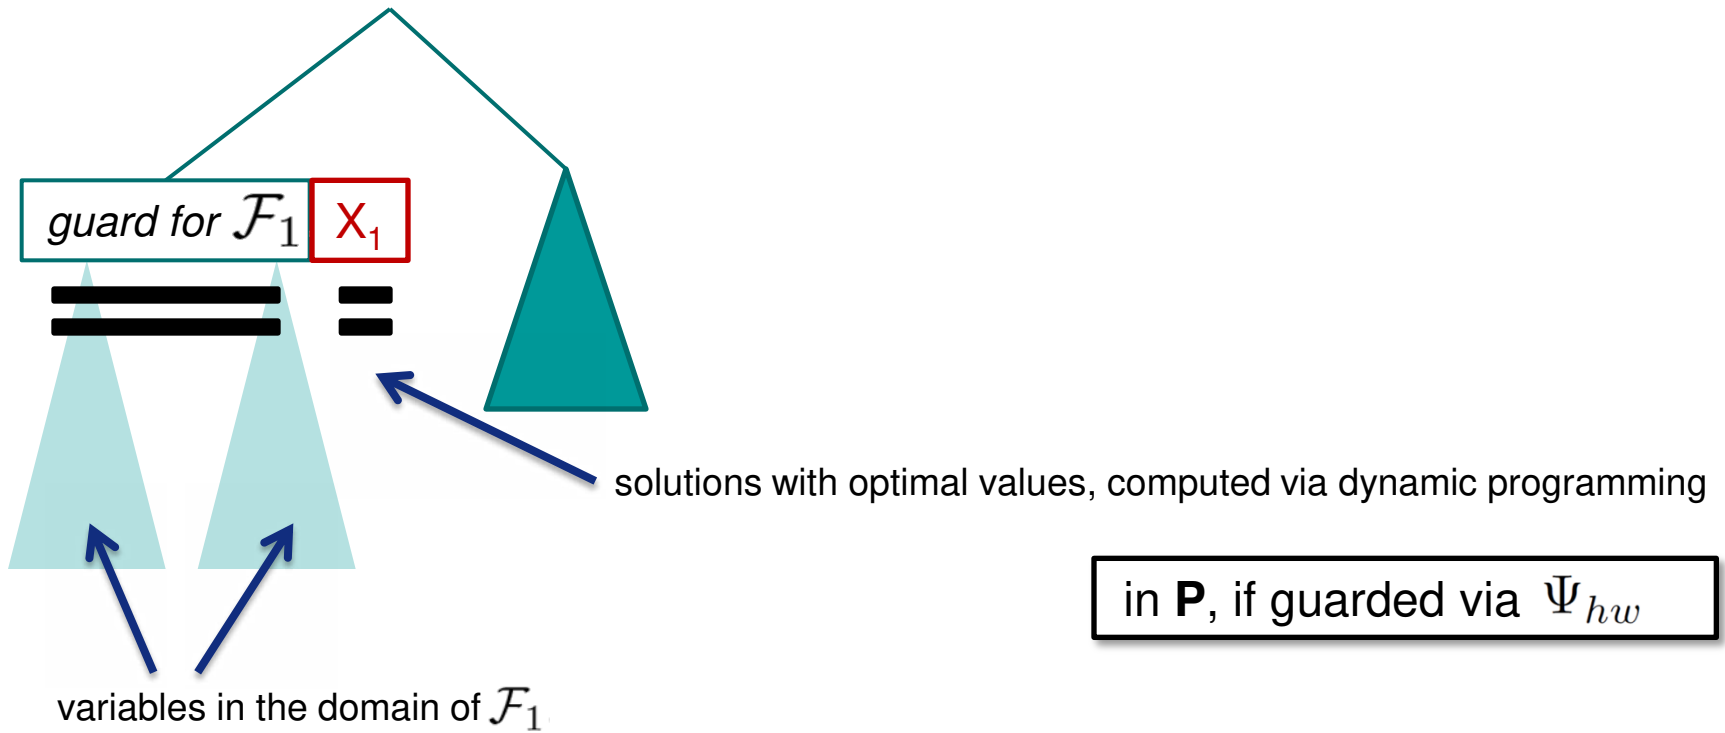 guard for 𝓕₁ X₁
solutions with optimal values, computed via dynamic programming
in P, if guarded via Ψₕw
variables in the domain of 𝓕₁